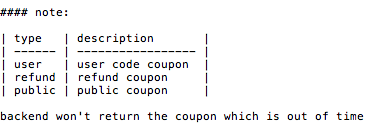 #### note:
| type   | description       |
| ------ | ----------------- |
| user   | user code coupon  |
| refund | refund coupon     |
| public | public coupon     |
backend won't return the coupon which is out of time